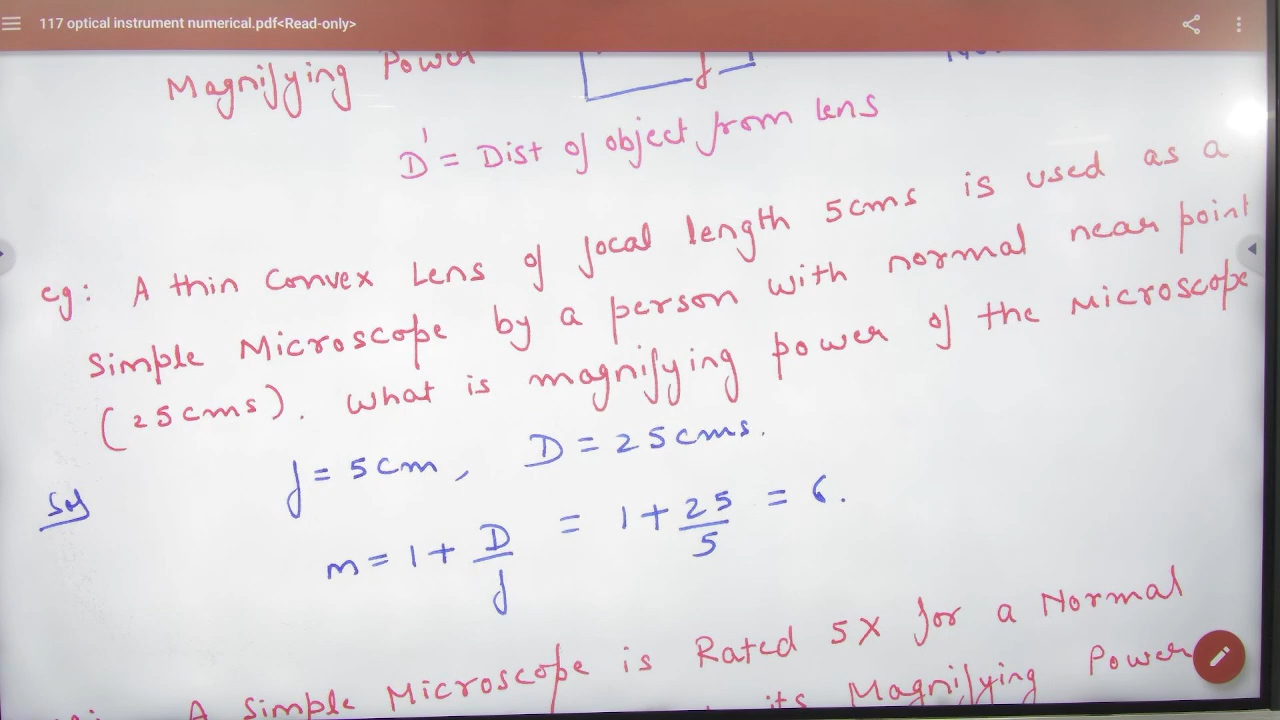 117 optical instrument numerical.pdf<Read-only>
Magnifying Power
D' = Dist of object from lens
eg: A thin Convex Lens of focal length 5cms is used as a
Simple Microscope by a person with normal near point
(25cms). What is magnifying power of the Microscope
Sol f = 5cm, D = 25cms.
m = 1 + D/f = 1 + 25/5 = 6.
A Simple Microscope is Rated 5X for a Normal
its Magnifying Power